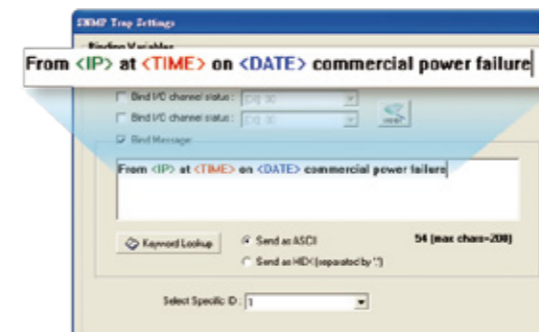 SNMP Trap Settings
Binding Variables
From <IP> at <TIME> on <DATE> commercial power failure
Bind I/O channel status :
Bind I/O channel status :
Bind Message
From <IP> at <TIME> on <DATE> commercial power failure
Keyword Lookup
Send as ASCII
54 (max chars=200)
Send as HEX (separated by ':')
Select Specific ID : 1